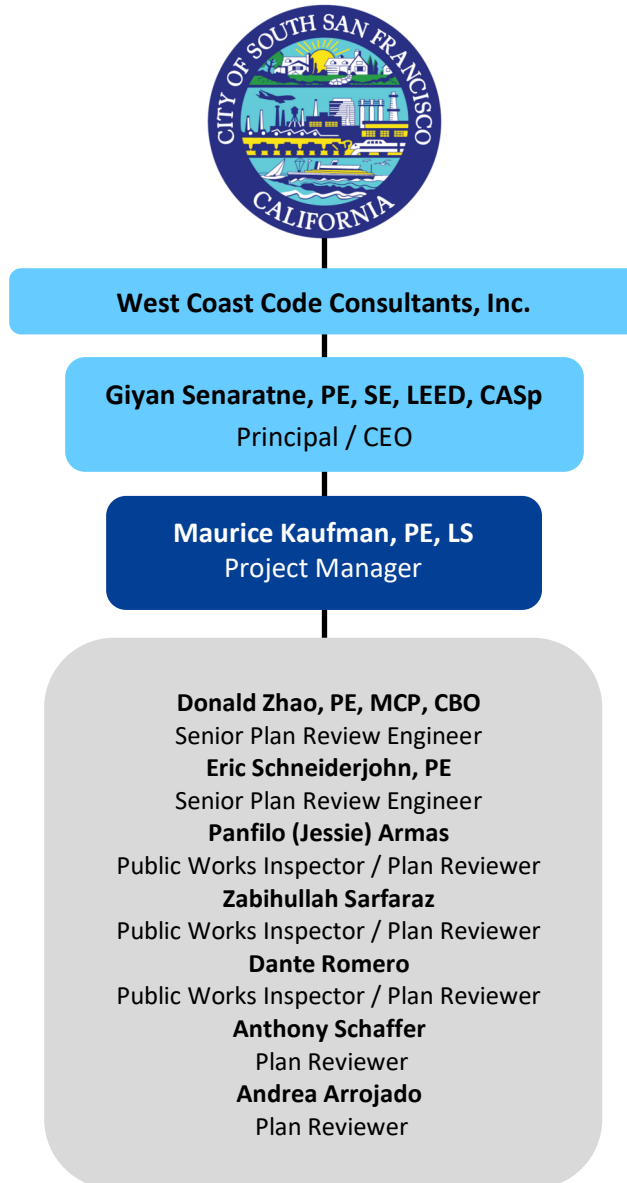 CITY OF SOUTH SAN FRANCISCO
CALIFORNIA
West Coast Code Consultants, Inc.
Giyan Senaratne, PE, SE, LEED, CASp
Principal / CEO
Maurice Kaufman, PE, LS
Project Manager
Donald Zhao, PE, MCP, CBO
Senior Plan Review Engineer
Eric Schneiderjohn, PE
Senior Plan Review Engineer
Panfilo (Jessie) Armas
Public Works Inspector / Plan Reviewer
Zabihullah Sarfaraz
Public Works Inspector / Plan Reviewer
Dante Romero
Public Works Inspector / Plan Reviewer
Anthony Schaffer
Plan Reviewer
Andrea Arrojado
Plan Reviewer